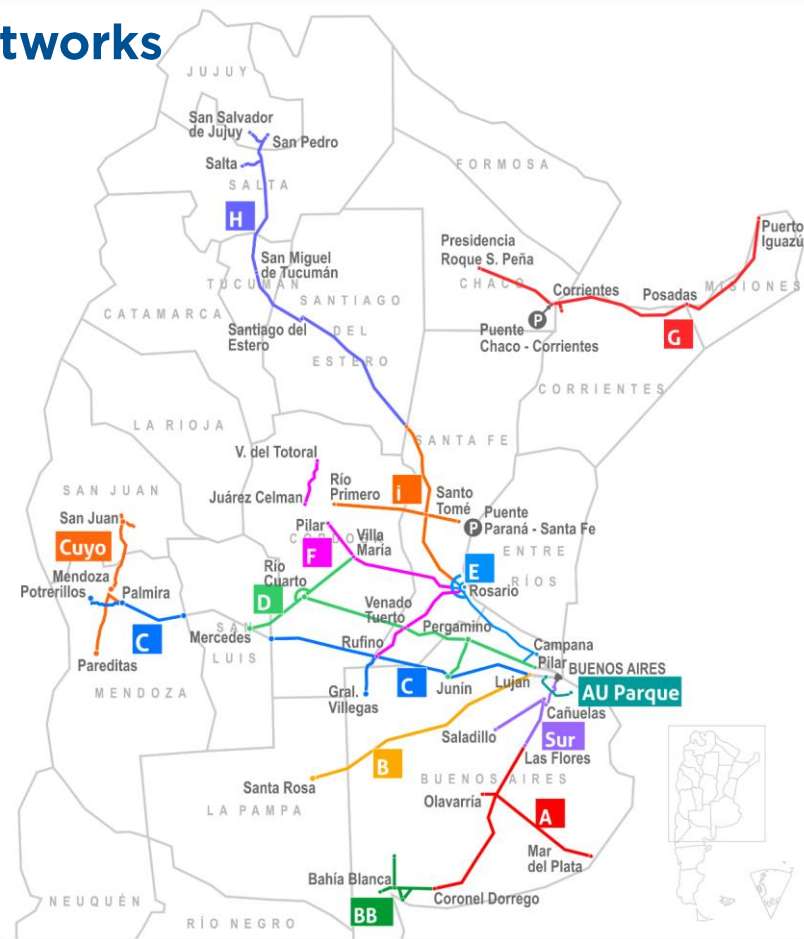 tworks
JUJUY
San Salvador
de Jujuy
San Pedro
Salta
SALTA
FORMOSA
H
Puerto
Iguazú
Presidencia
Roque S. Peña
San Miguel
de Tucumán
TUCUMÁN
CHACO
Corrientes
Posadas
MISIONES
SANTIAGO
CATAMARCA
P
G
Santiago del
Estero
DEL
Puente
Chaco - Corrientes
ESTERO
CORRIENTES
LA RIOJA
SANTA FE
V. del Totoral
SAN JUAN
Juárez Celman
Río
Primero
i
Santo
Tomé
San Juan
Puente
Paraná - Santa Fe
P
Pilar
CÓRDOBA
Villa
María
Cuyo
F
ENTRE
Río
Cuarto
E
RÍOS
Mendoza
Potrerillos
Palmira
D
Rosario
Venado
Tuerto
Pergamino
C
Mercedes
SAN
LUIS
Rufino
Campana
Pilar
BUENOS AIRES
Pareditas
MENDOZA
Gral.
Villegas
C
Junín
Lujan
AU Parque
Cañuelas
Saladillo
Sur
Las Flores
B
Santa Rosa
BUENOS AIRES
LA PAMPA
Olavarría
A
Mar
del Plata
Bahía Blanca
Coronel Dorrego
BB
NEUQUÉN
RÍO NEGRO